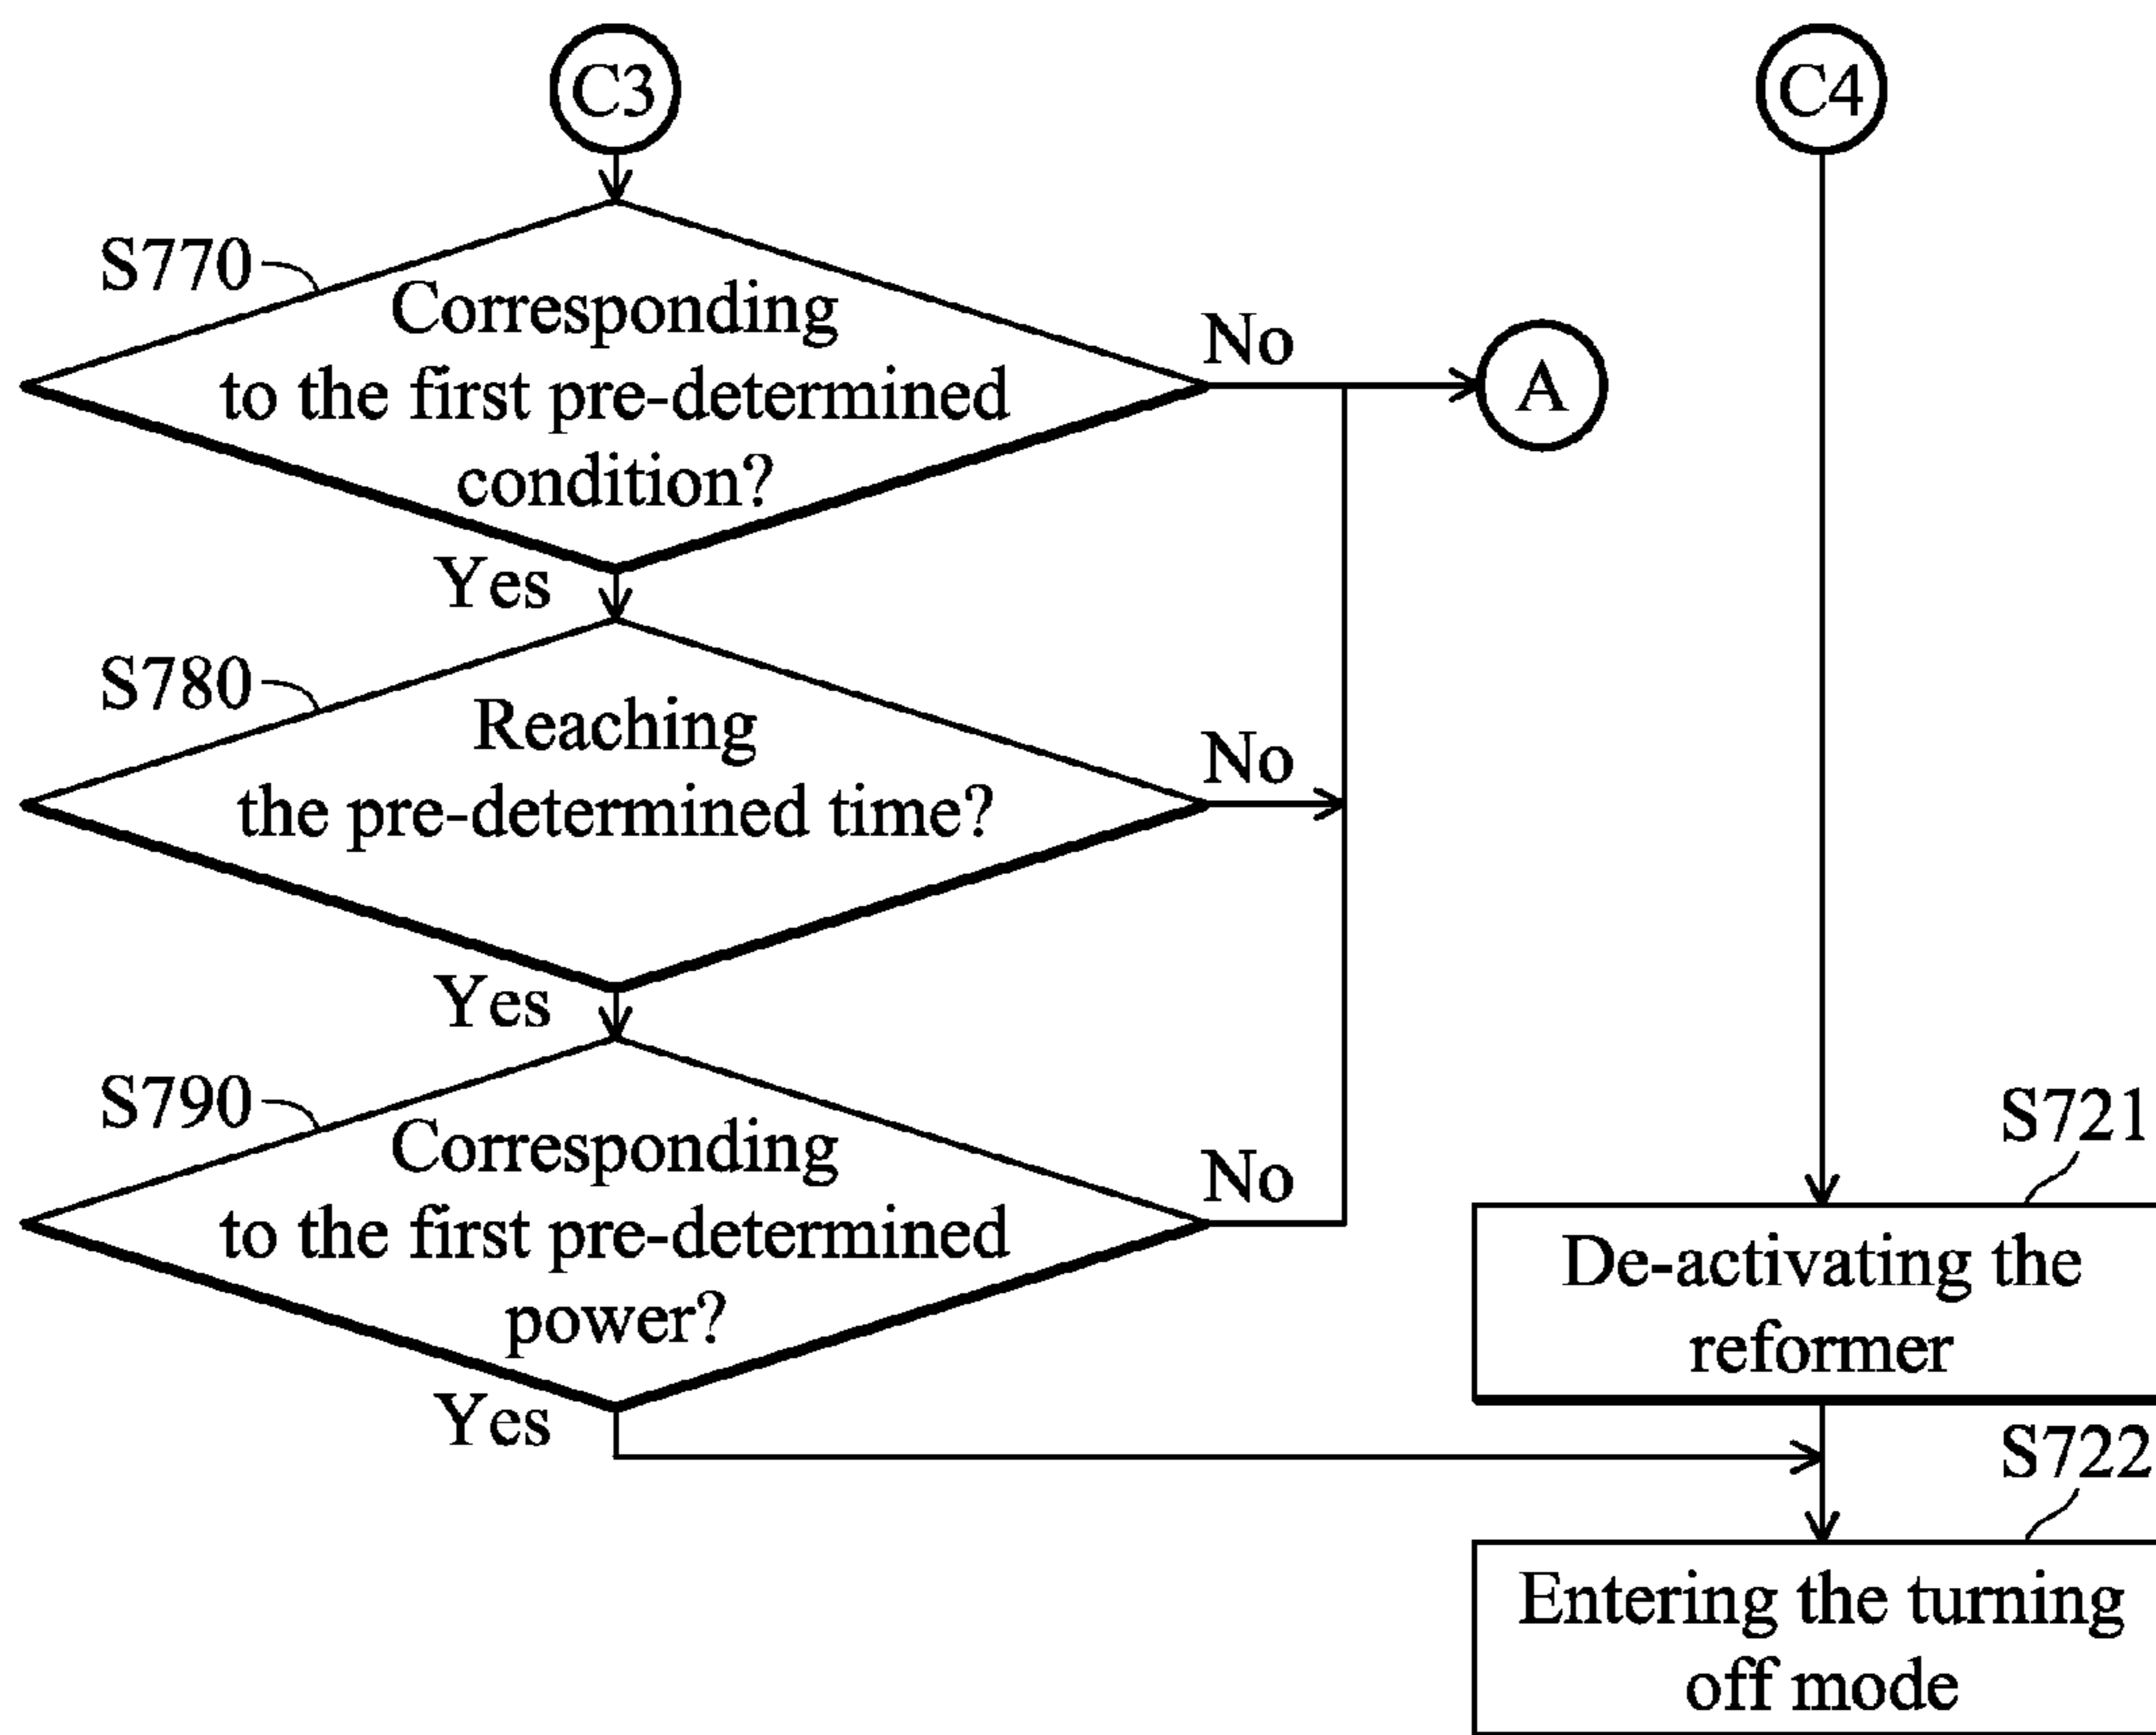 C3
C4
S770
Corresponding
to the first pre-determined
condition?
No
A
Yes
S780
Reaching
the pre-determined time?
No
Yes
S790
Corresponding
to the first pre-determined
power?
No
Yes
S721
De-activating the
reformer
S722
Entering the turning
off mode